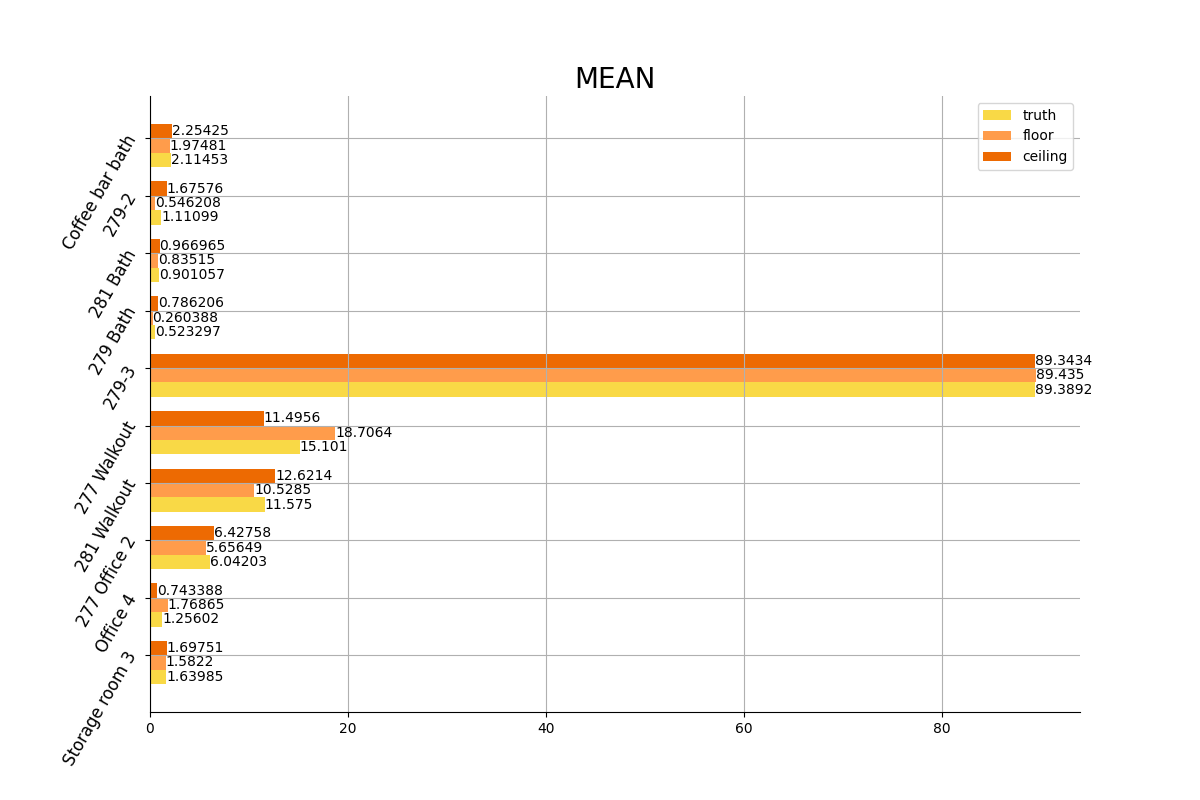 MEAN
truth
floor
ceiling
Coffee bar bath
2.25425
1.97481
2.11453
279-2
1.67576
0.546208
1.11099
281 Bath
0.966965
0.83515
0.901057
279 Bath
0.786206
0.260388
0.523297
279-3
89.3434
89.435
89.3892
277 Walkout
11.4956
18.7064
15.101
281 Walkout
12.6214
10.5285
11.575
277 Office 2
6.42758
5.65649
6.04203
Office 4
0.743388
1.76865
1.25602
Storage room 3
1.69751
1.5822
1.63985
0 20 40 60 80